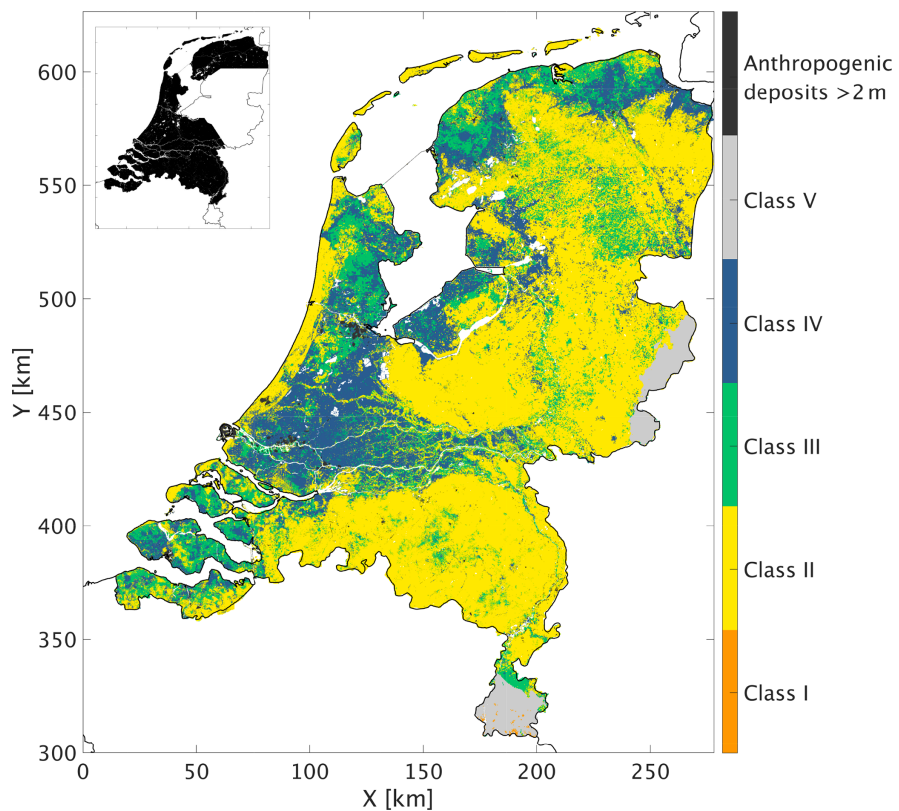 600
550
500
450
400
350
300
Y [km]
0
50
100
150
200
250
X [km]
Anthropogenic
deposits >2 m
Class V
Class IV
Class III
Class II
Class I